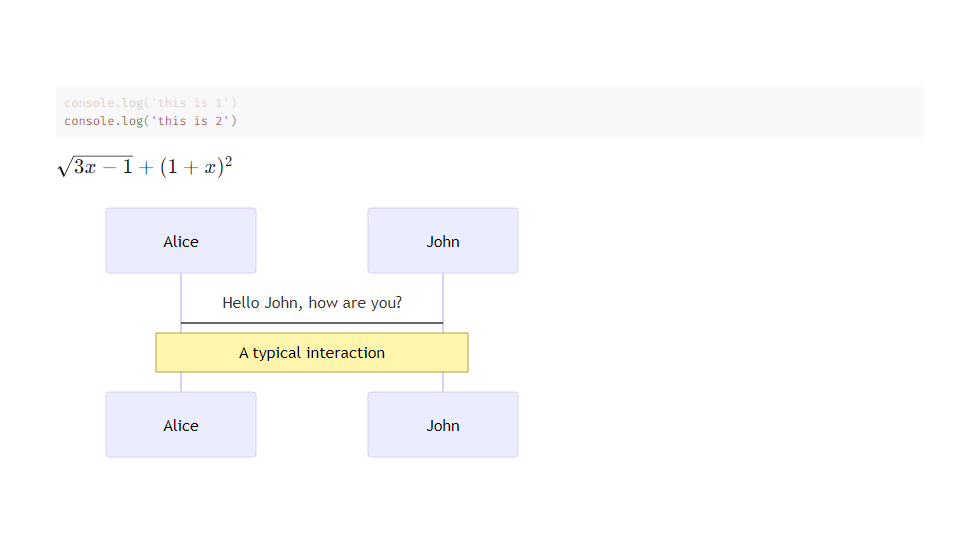 console.log('this is 1')
console.log('this is 2')
√3x − 1 + (1 + x)²
Alice
John
Hello John, how are you?
A typical interaction
Alice
John